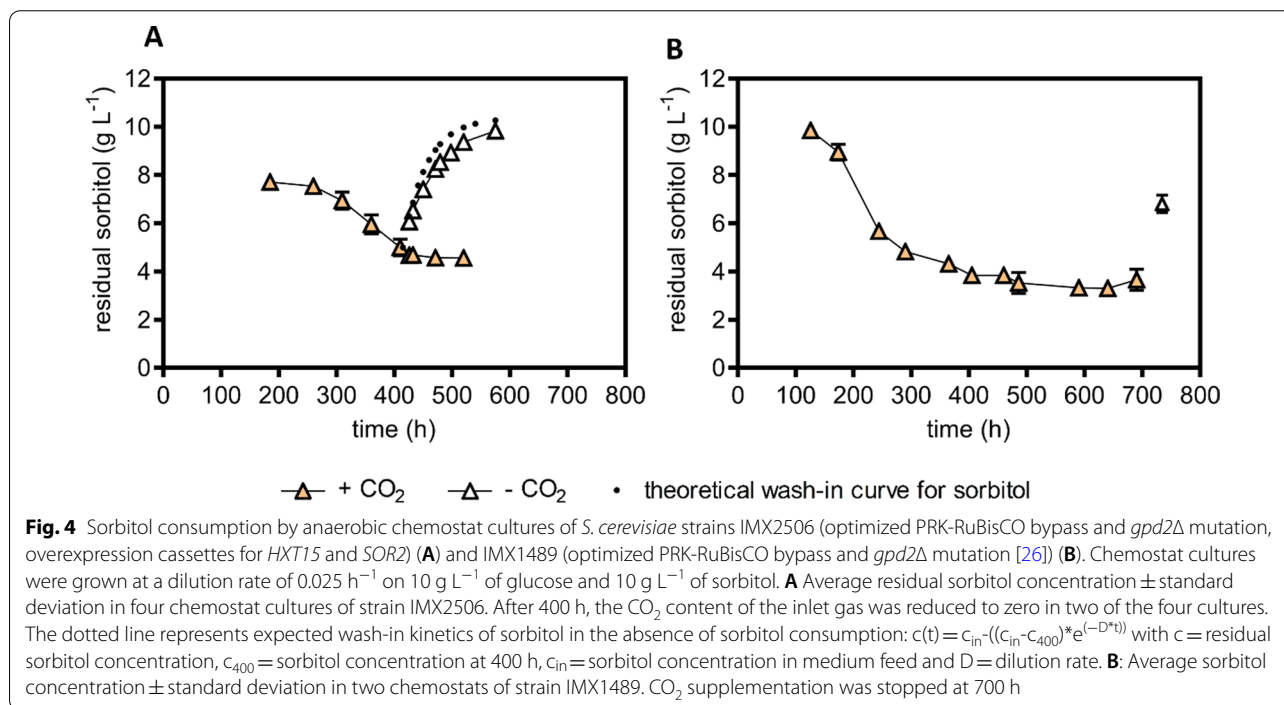 A
B
12
10
8
6
4
2
0
residual sorbitol (g L⁻¹)
0 100 200 300 400 500 600 700 800
time (h)
12
10
8
6
4
2
0
residual sorbitol (g L⁻¹)
0 100 200 300 400 500 600 700 800
time (h)
+ CO₂ - CO₂ • theoretical wash-in curve for sorbitol
Fig. 4 Sorbitol consumption by anaerobic chemostat cultures of S. cerevisiae strains IMX2506 (optimized PRK-RuBisCO bypass and gpd2Δ mutation,
overexpression cassettes for HXT15 and SOR2) (A) and IMX1489 (optimized PRK-RuBisCO bypass and gpd2Δ mutation [26]) (B). Chemostat cultures
were grown at a dilution rate of 0.025 h⁻¹ on 10 g L⁻¹ of glucose and 10 g L⁻¹ of sorbitol. A Average residual sorbitol concentration ± standard
deviation in four chemostat cultures of strain IMX2506. After 400 h, the CO₂ content of the inlet gas was reduced to zero in two of the four cultures.
The dotted line represents expected wash-in kinetics of sorbitol in the absence of sorbitol consumption: c(t) = c_in-((c_in-c₄₀₀)*e^(−D*t)) with c = residual
sorbitol concentration, c₄₀₀ = sorbitol concentration at 400 h, c_in = sorbitol concentration in medium feed and D = dilution rate. B: Average sorbitol
concentration ± standard deviation in two chemostats of strain IMX1489. CO₂ supplementation was stopped at 700 h